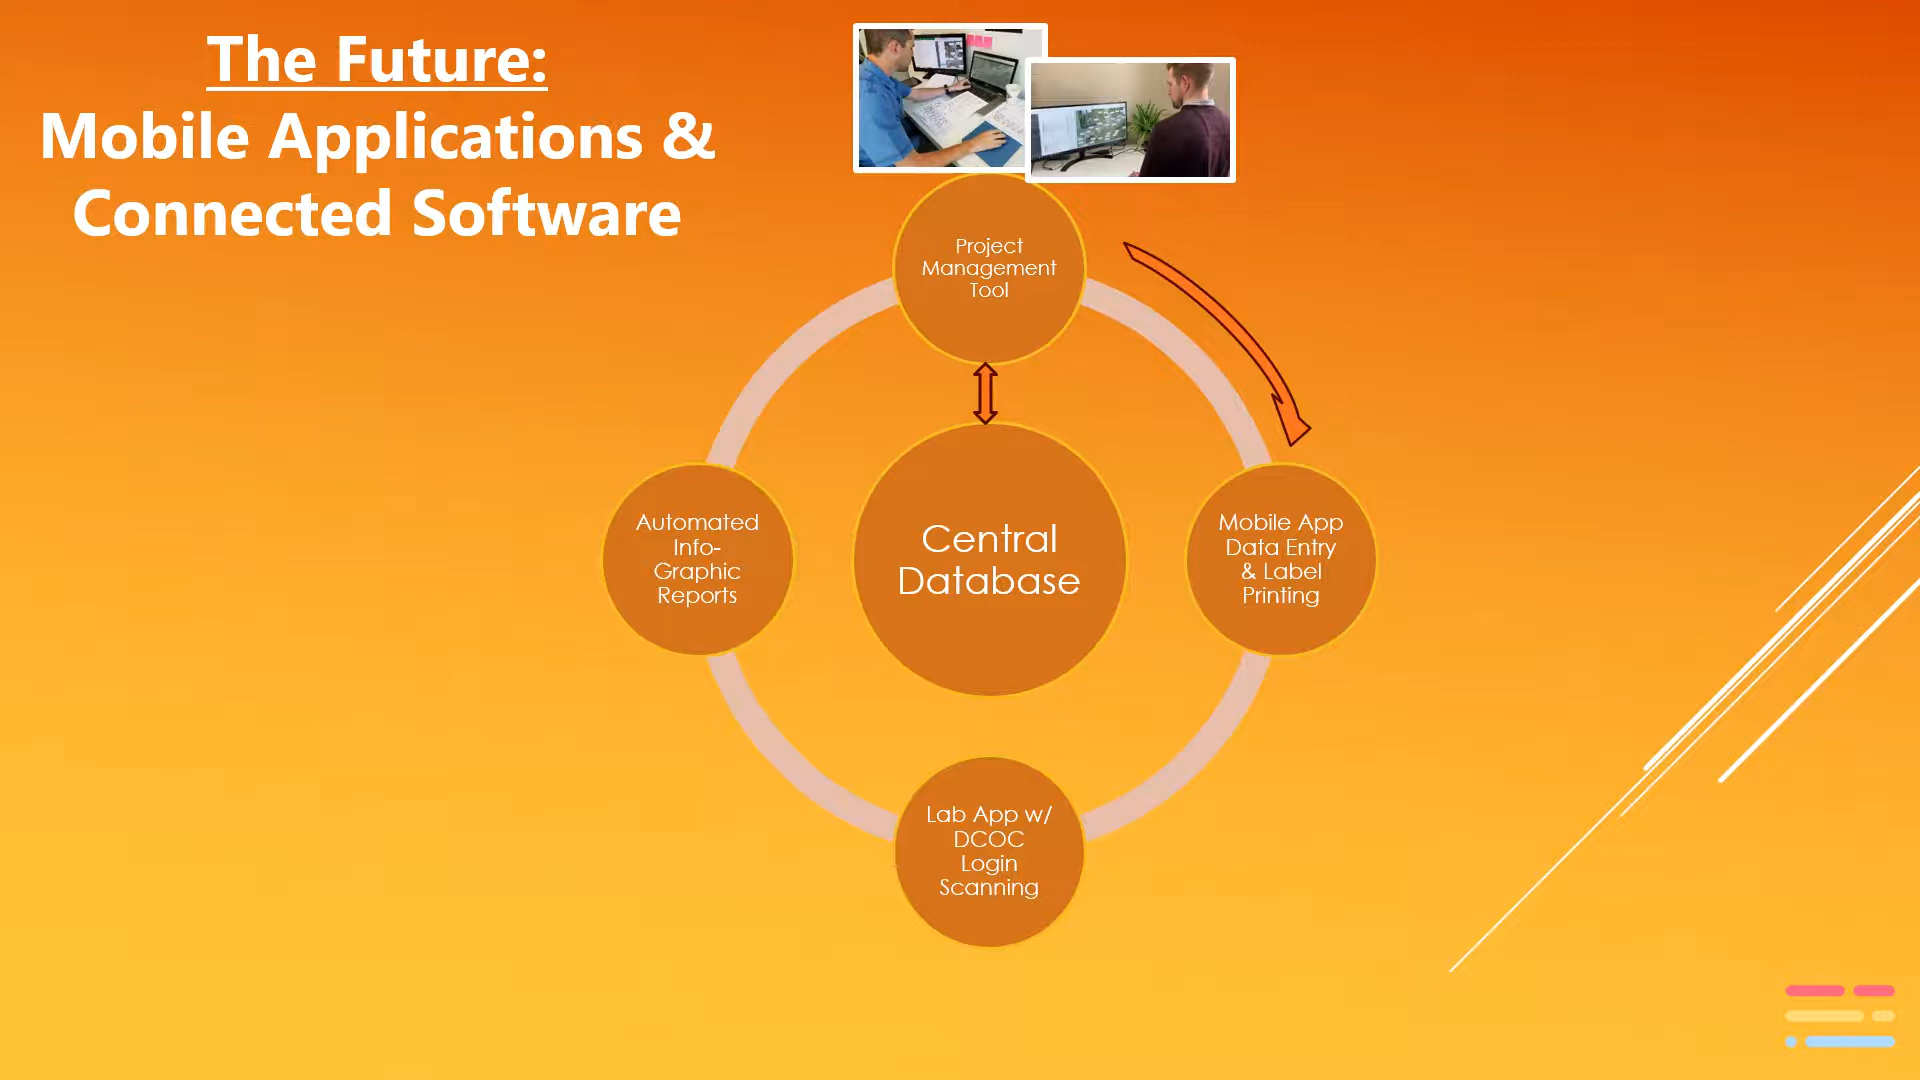 The Future:
Mobile Applications &
Connected Software
Project
Management
Tool
Automated
Info-
Graphic
Reports
Central
Database
Mobile App
Data Entry
& Label
Printing
Lab App w/
DCOC
Login
Scanning